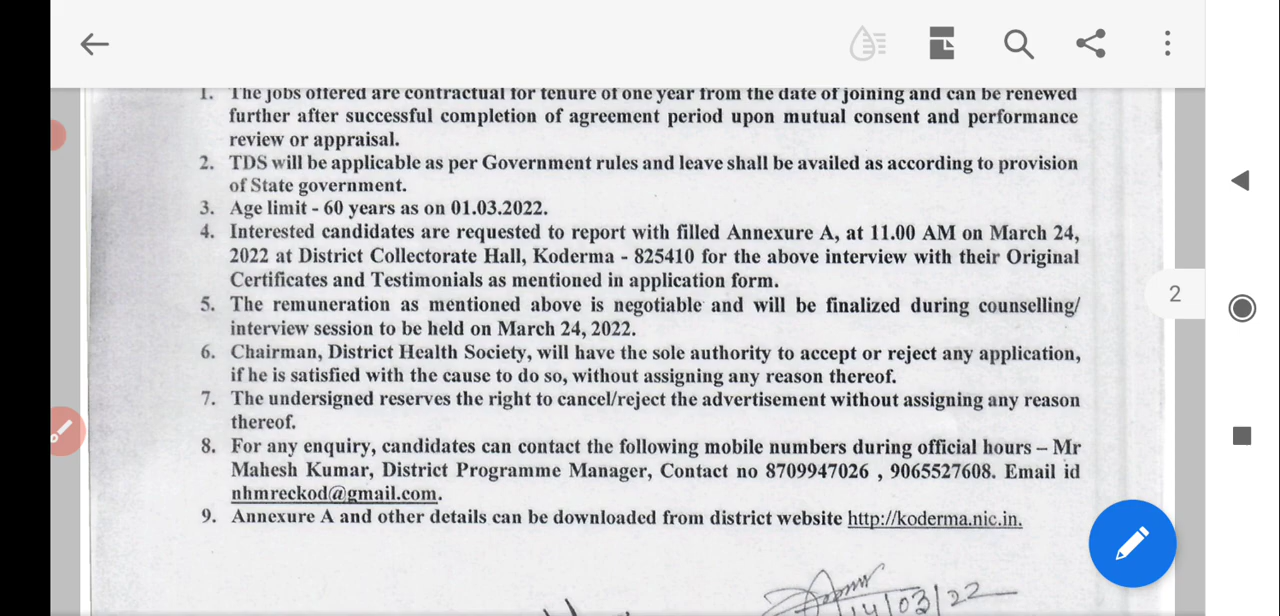 1. The jobs offered are contractual for tenure of one year from the date of joining and can be renewed
further after successful completion of agreement period upon mutual consent and performance
review or appraisal.
2. TDS will be applicable as per Government rules and leave shall be availed as according to provision
of State government.
3. Age limit - 60 years as on 01.03.2022.
4. Interested candidates are requested to report with filled Annexure A, at 11.00 AM on March 24,
2022 at District Collectorate Hall, Koderma - 825410 for the above interview with their Original
Certificates and Testimonials as mentioned in application form.
2
5. The remuneration as mentioned above is negotiable and will be finalized during counselling/
interview session to be held on March 24, 2022.
6. Chairman, District Health Society, will have the sole authority to accept or reject any application,
if he is satisfied with the cause to do so, without assigning any reason thereof.
7. The undersigned reserves the right to cancel/reject the advertisement without assigning any reason
thereof.
8. For any enquiry, candidates can contact the following mobile numbers during official hours – Mr
Mahesh Kumar, District Programme Manager, Contact no 8709947026 , 9065527608. Email id
nhmreckod@gmail.com.
9. Annexure A and other details can be downloaded from district website http://koderma.nic.in.
14/03/22